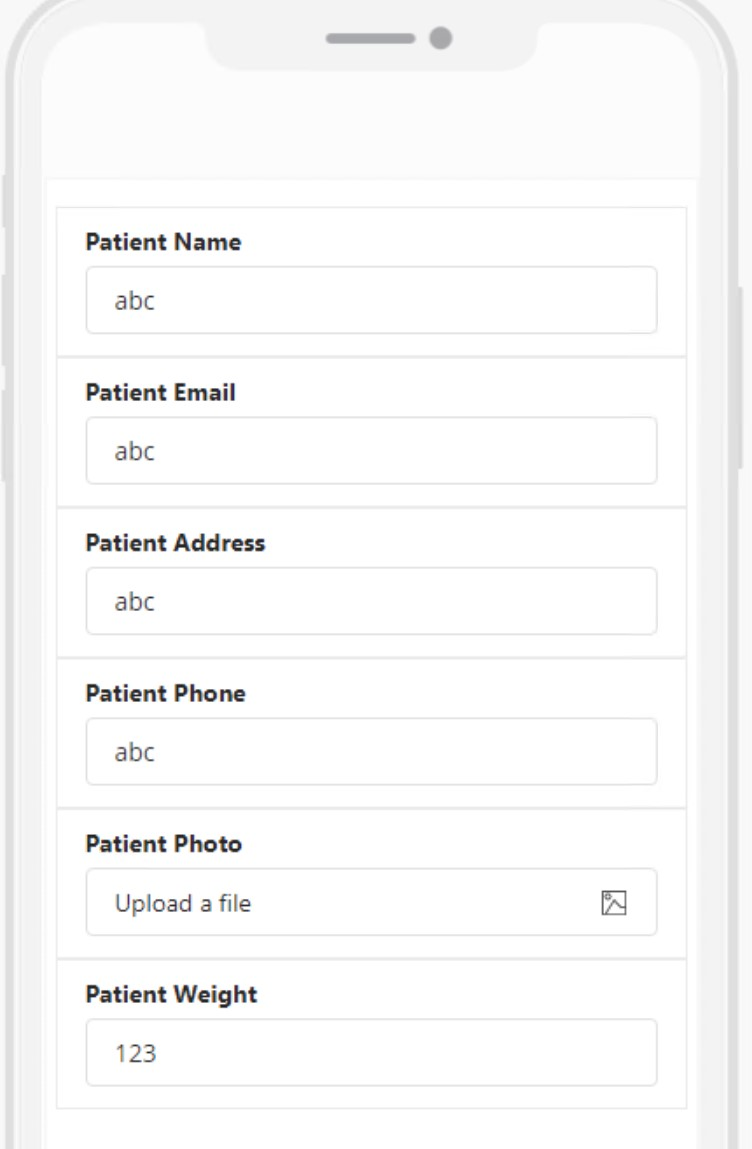 Patient Name
abc
Patient Email
abc
Patient Address
abc
Patient Phone
abc
Patient Photo
Upload a file
Patient Weight
123